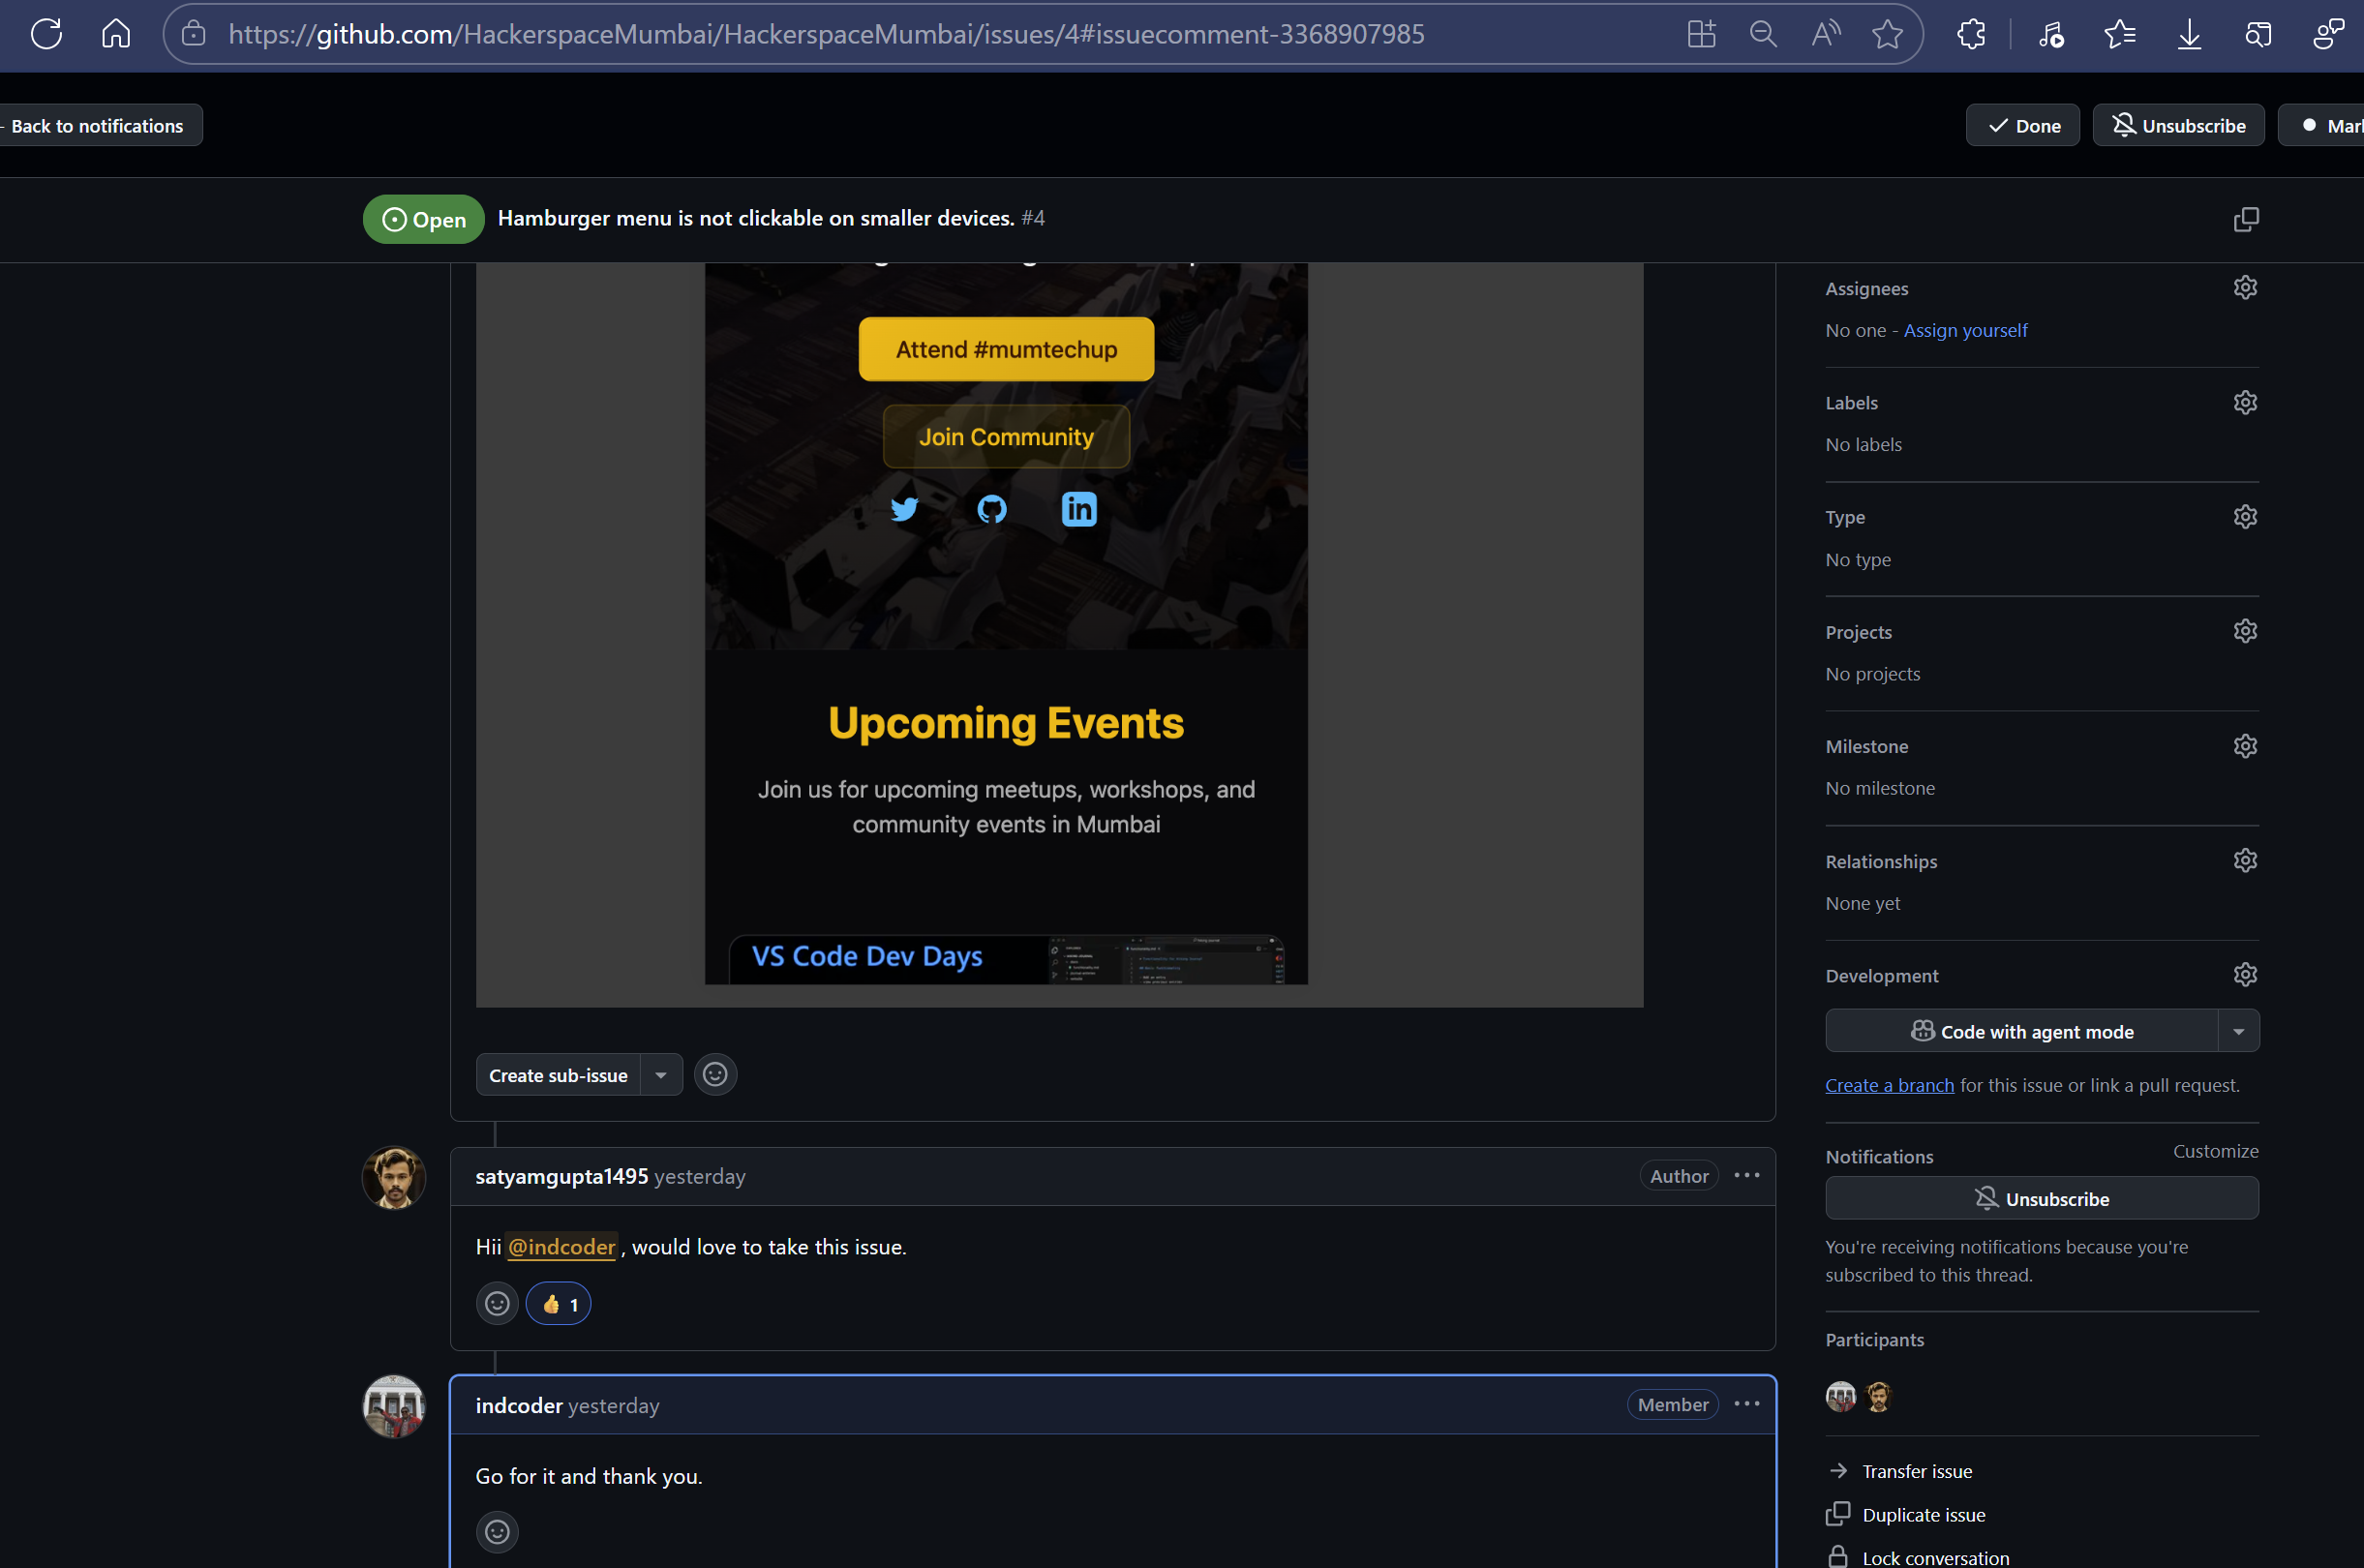 https://github.com/HackerspaceMumbai/HackerspaceMumbai/issues/4#issuecomment-3368907985
Back to notifications
Done
Unsubscribe
Open
Hamburger menu is not clickable on smaller devices. #4
Attend #mumtechup
Join Community
in
Upcoming Events
Join us for upcoming meetups, workshops, and
community events in Mumbai
VS Code Dev Days
Create sub-issue
satyamgupta1495 yesterday
Author
Hii @indcoder , would love to take this issue.
👍 1
indcoder yesterday
Member
Go for it and thank you.
Assignees
No one - Assign yourself
Labels
No labels
Type
No type
Projects
No projects
Milestone
No milestone
Relationships
None yet
Development
Code with agent mode
Create a branch for this issue or link a pull request.
Notifications
Customize
Unsubscribe
You're receiving notifications because you're
subscribed to this thread.
Participants
Transfer issue
Duplicate issue
Lock conversation